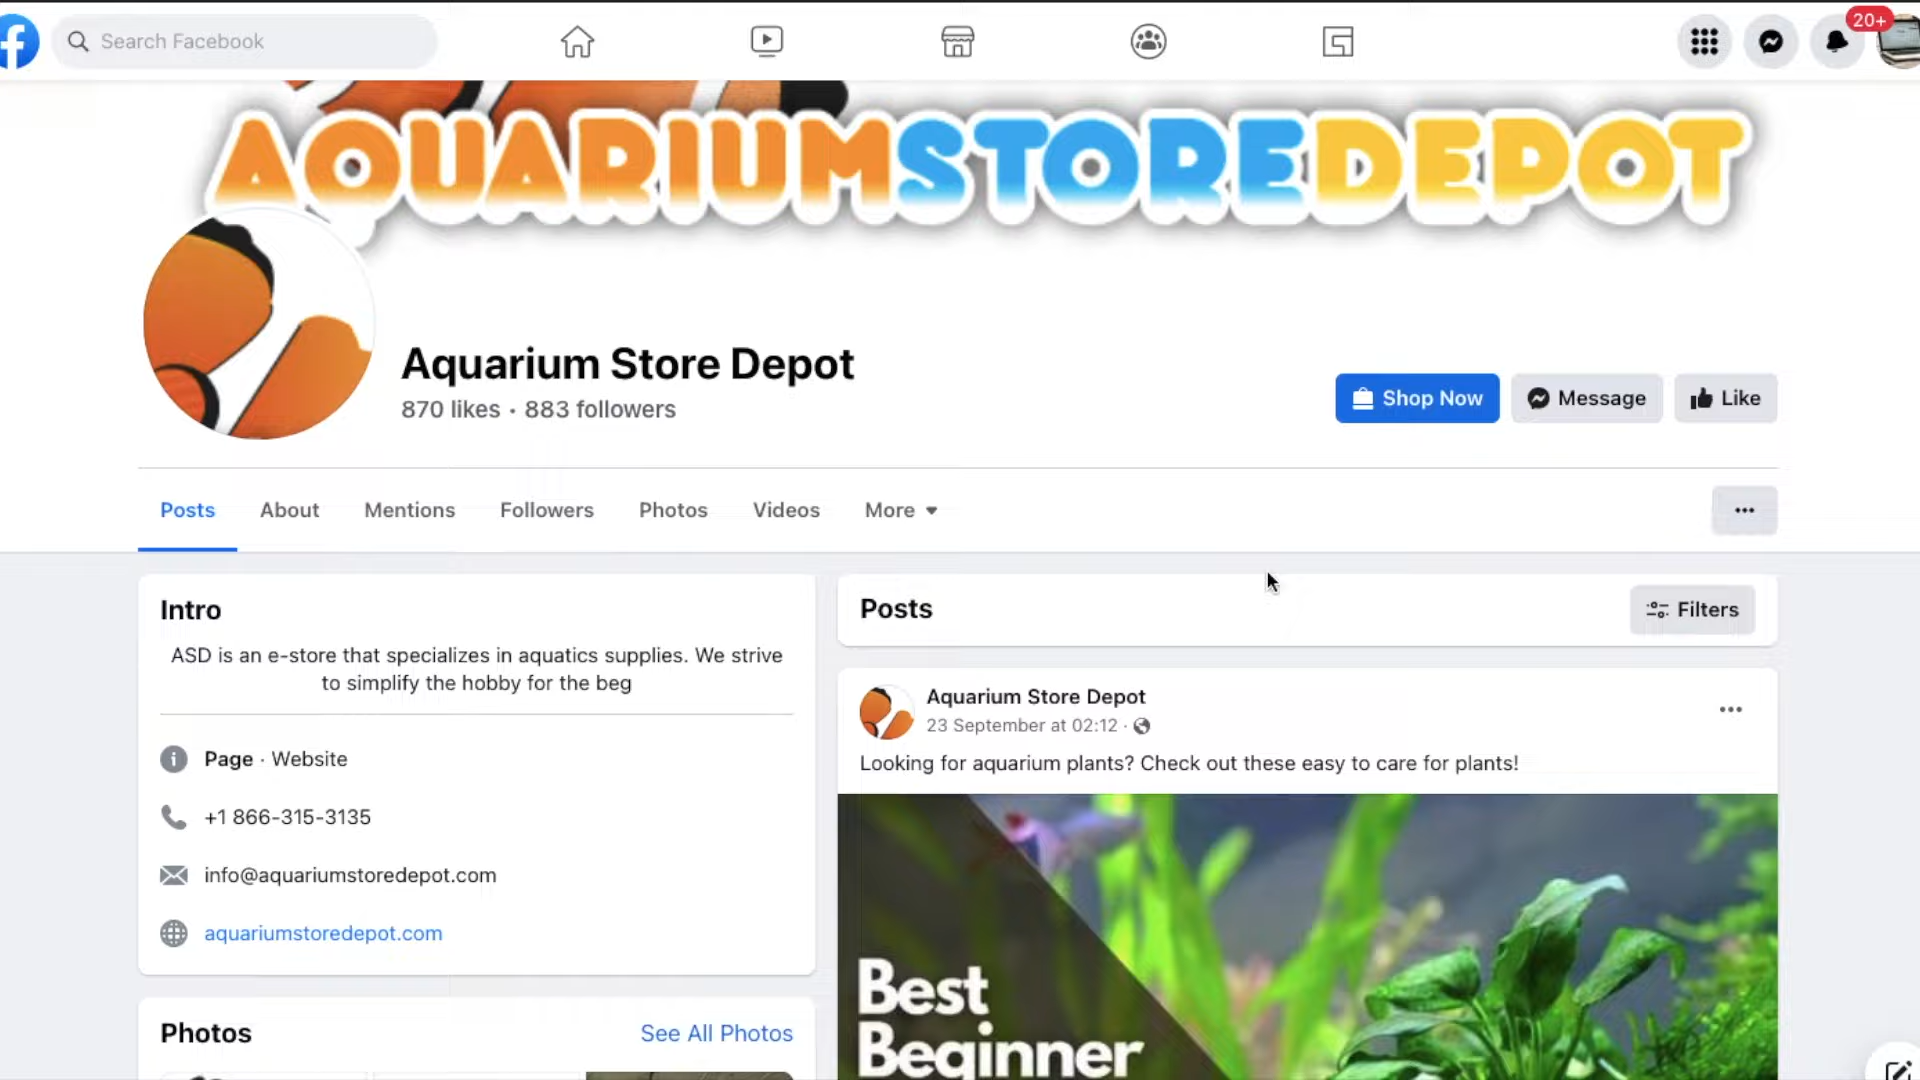 Search Facebook
20+
AQUARIUMSTOREDEPOT
Aquarium Store Depot
870 likes · 883 followers
Shop Now
Message
Like
Posts
About
Mentions
Followers
Photos
Videos
More
Intro
ASD is an e-store that specializes in aquatics supplies. We strive
to simplify the hobby for the beg
Page · Website
+1 866-315-3135
info@aquariumstoredepot.com
aquariumstoredepot.com
Photos
See All Photos
Posts
Filters
Aquarium Store Depot
23 September at 02:12 ·
Looking for aquarium plants? Check out these easy to care for plants!
Best
Beginner